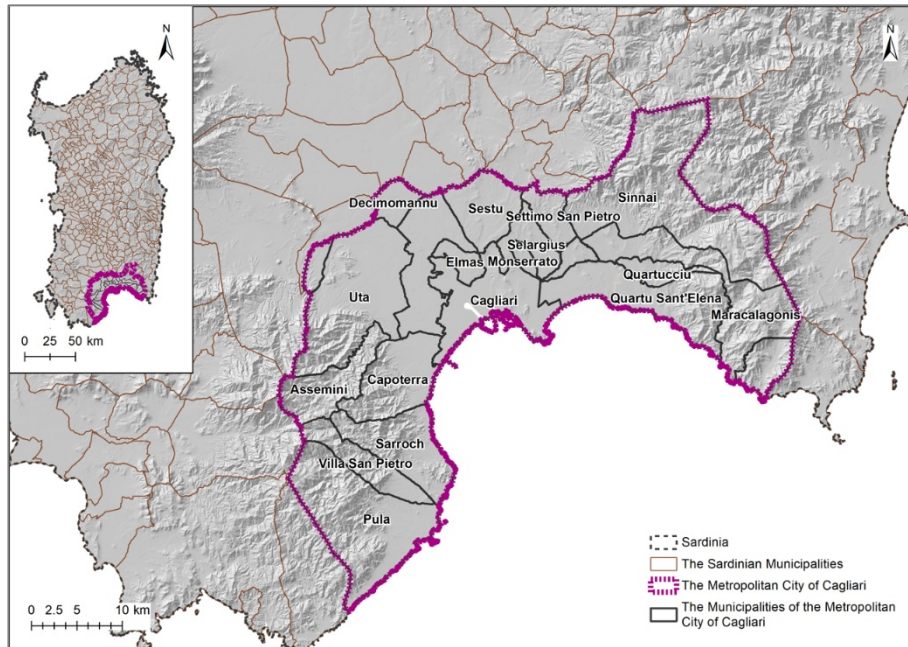 N
0 25 50 km
N
Decimomannu
Sestu
Sinnai
Settimo San Pietro
Selargius
Elmas Monserrato
Quartucciu
Uta
Cagliari
Quartu Sant'Elena
Maracalagonis
Assemini
Capoterra
Sarroch
Villa San Pietro
Pula
0 2.5 5 10 km
Sardinia
The Sardinian Municipalities
The Metropolitan City of Cagliari
The Municipalities of the Metropolitan
City of Cagliari